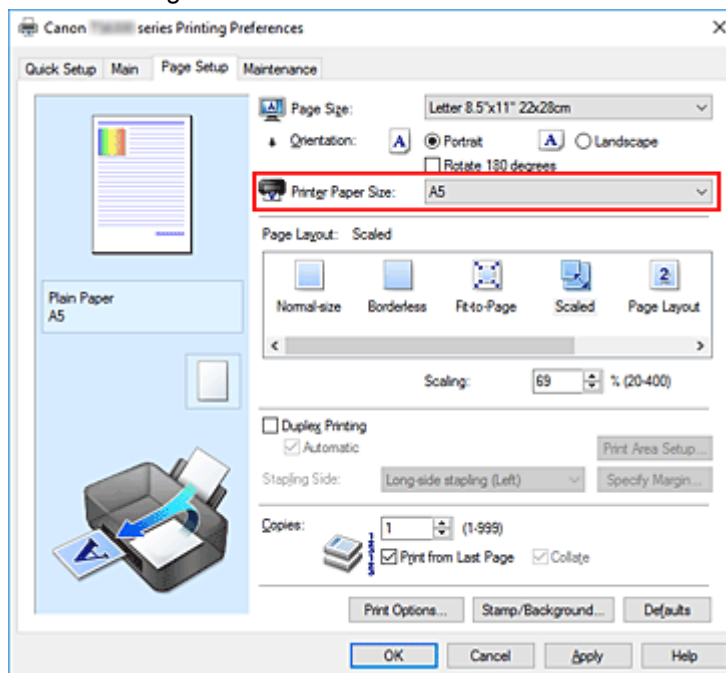 Canon series Printing Preferences
Quick Setup Main Page Setup Maintenance
Page Size: Letter 8.5"x11" 22x28cm
Orientation: A Portrait A Landscape
Rotate 180 degrees
Printer Paper Size: A5
Page Layout: Scaled
Normal-size Borderless Fit-to-Page Scaled Page Layout
Plain Paper
A5
Scaling: 69 % (20-400)
Duplex Printing
Automatic
Print Area Setup...
Stapling Side: Long-side stapling (Left) Specify Margin...
Copies: 1 (1-999)
Print from Last Page Collate
Print Options... Stamp/Background... Defaults
OK Cancel Apply Help